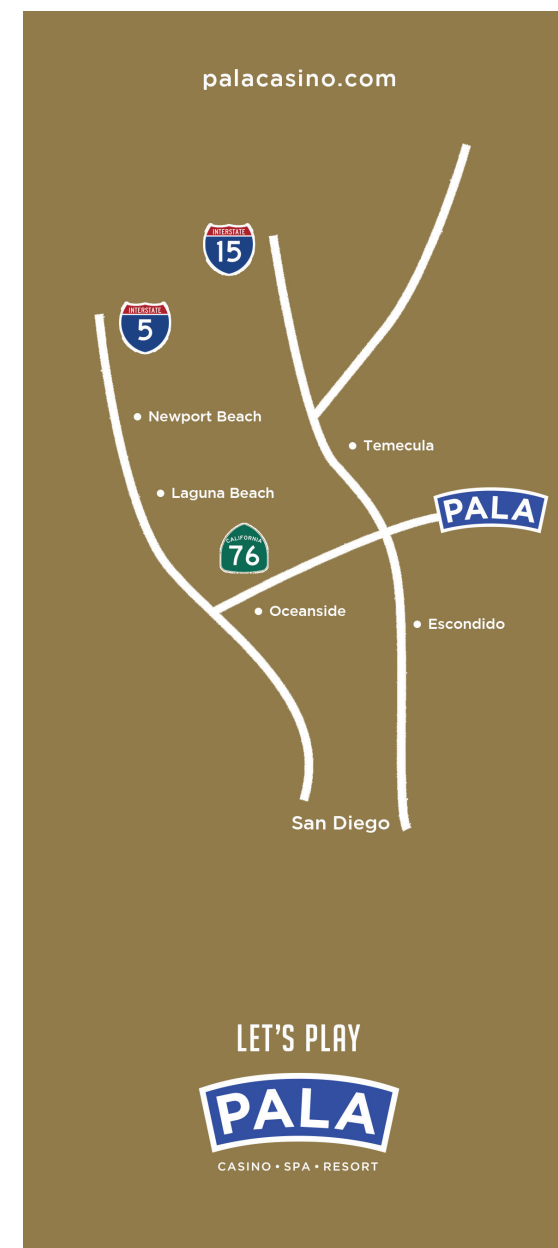 palacasino.com
INTERSTATE
15
INTERSTATE
5
Newport Beach
Temecula
Laguna Beach
PALA
CALIFORNIA
76
Oceanside
Escondido
San Diego
LET'S PLAY
PALA
CASINO • SPA • RESORT